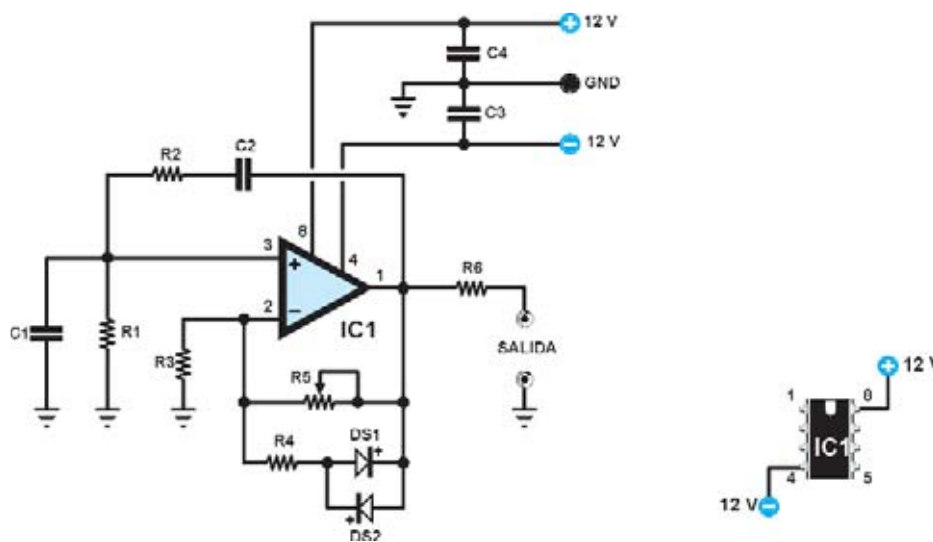 + 12 V
C4
GND
C3
− 12 V
R2
C2
8
3
+
4
1
R6
2
−
IC1
C1
R1
R3
SALIDA
R5
R4
DS1
+
+
DS2
+ 12 V
1
8
IC1
4
5
12 V −